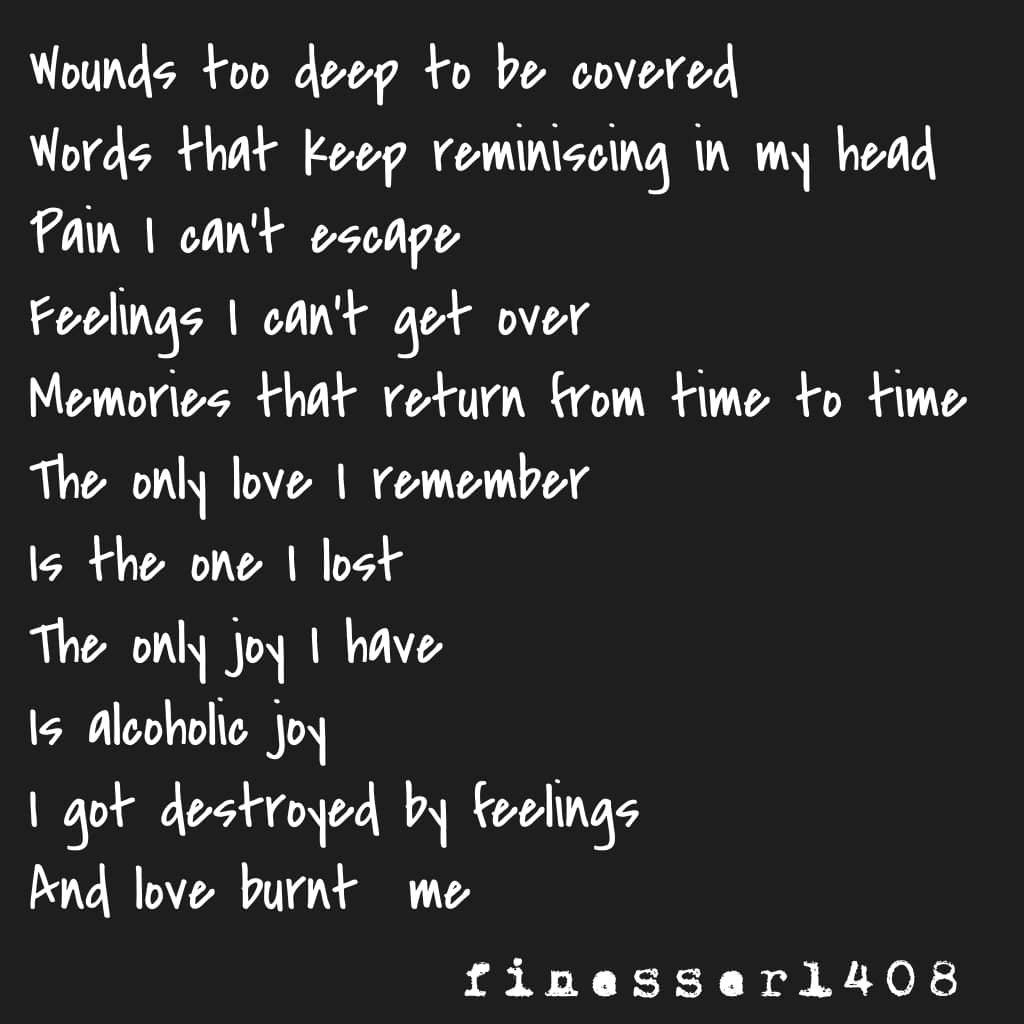 Wounds too deep to be covered
Words that keep reminiscing in my head
Pain I can't escape
Feelings I can't get over
Memories that return from time to time
The only love I remember
Is the one I lost
The only joy I have
Is alcoholic joy
I got destroyed by feelings
And love burnt  me
finesser1408